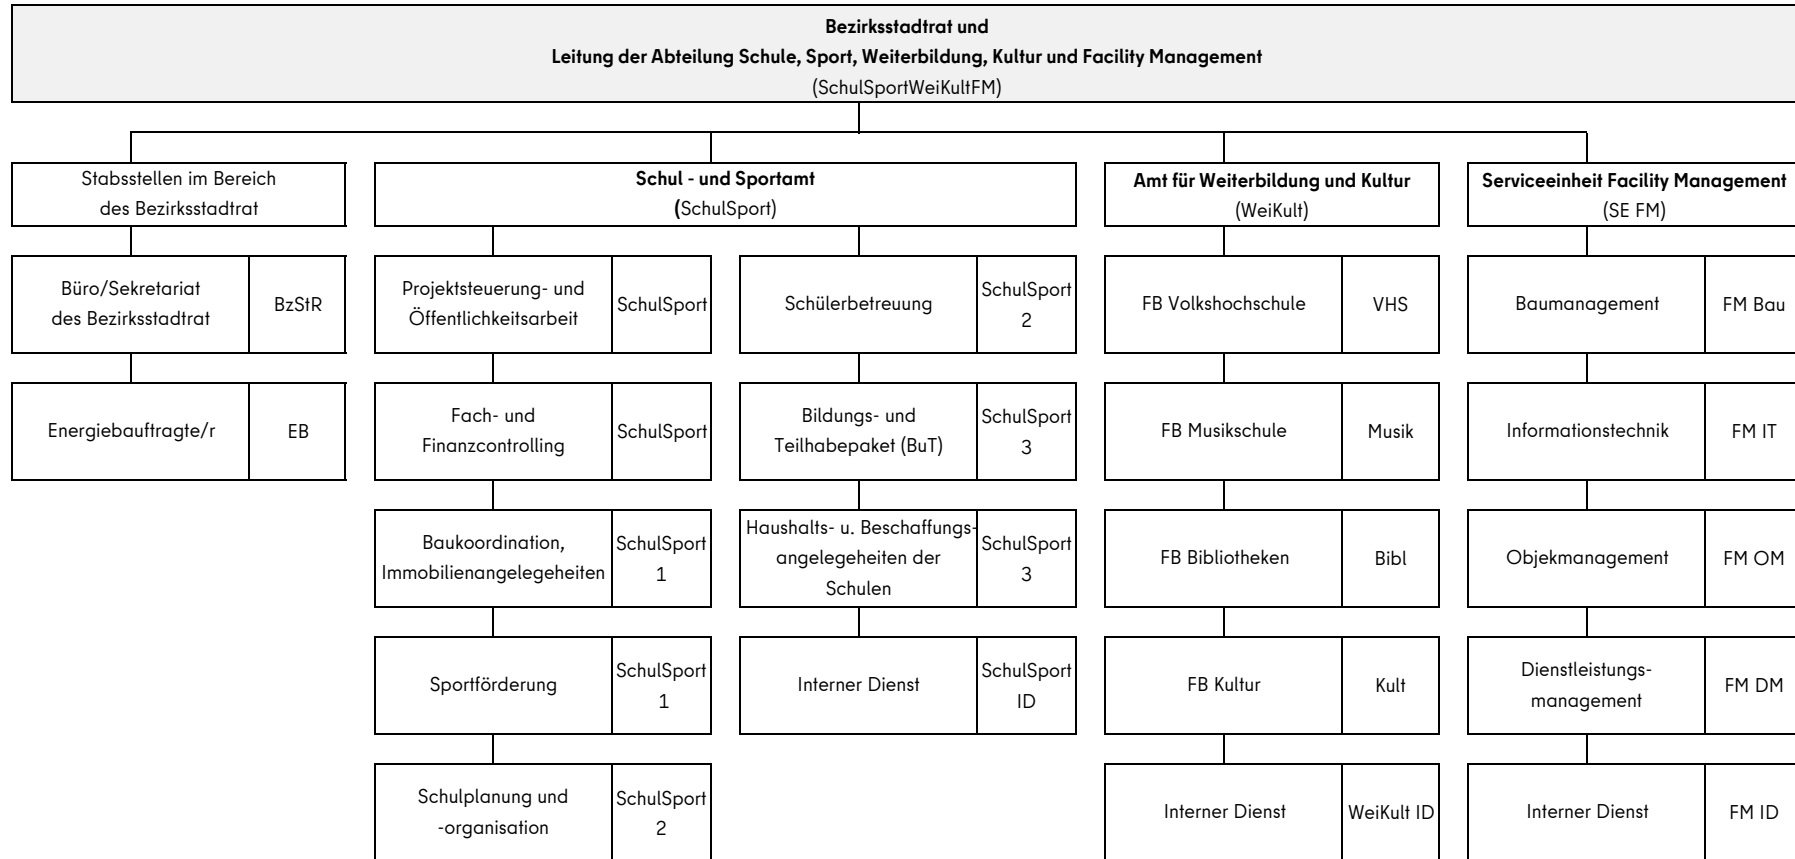 Bezirksstadtrat und
Leitung der Abteilung Schule, Sport, Weiterbildung, Kultur und Facility Management
(SchulSportWeiKultFM)
Stabsstellen im Bereich
des Bezirksstadtrat
Büro/Sekretariat
des Bezirksstadtrat
BzStR
Energiebauftragte/r
EB
Schul - und Sportamt
(SchulSport)
Projektsteuerung- und
Öffentlichkeitsarbeit
SchulSport
Fach- und
Finanzcontrolling
SchulSport
Baukoordination,
Immobilienangelegeheiten
SchulSport
1
Sportförderung
SchulSport
1
Schulplanung und
-organisation
SchulSport
2
Schülerbetreuung
SchulSport
2
Bildungs- und
Teilhabepaket (BuT)
SchulSport
3
Haushalts- u. Beschaffungs-
angelegeheiten der
Schulen
SchulSport
3
Interner Dienst
SchulSport
ID
Amt für Weiterbildung und Kultur
(WeiKult)
FB Volkshochschule
VHS
FB Musikschule
Musik
FB Bibliotheken
Bibl
FB Kultur
Kult
Interner Dienst
WeiKult ID
Serviceeinheit Facility Management
(SE FM)
Baumanagement
FM Bau
Informationstechnik
FM IT
Objekmanagement
FM OM
Dienstleistungs-
management
FM DM
Interner Dienst
FM ID